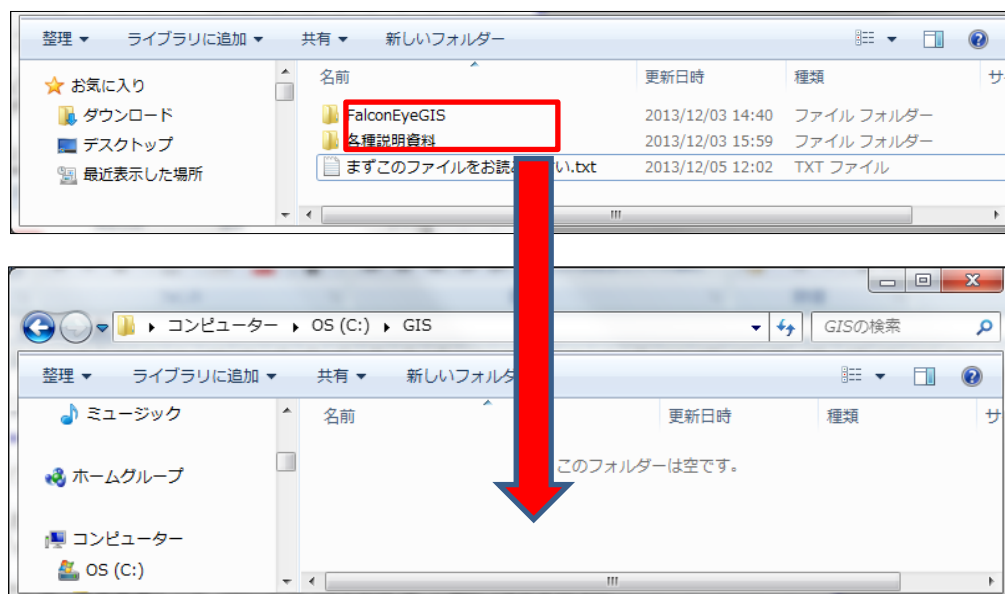 整理 ライブラリに追加 共有 新しいフォルダー
お気に入り 名前 更新日時 種類 サ
ダウンロード FalconEyeGIS 2013/12/03 14:40 ファイル フォルダー
デスクトップ 各種説明資料 2013/12/03 15:59 ファイル フォルダー
最近表示した場所 まずこのファイルをお読 い.txt 2013/12/05 12:02 TXT ファイル
コンピューター OS (C:) GIS GISの検索
整理 ライブラリに追加 共有 新しいフォルダ
ミュージック 名前 更新日時 種類 サ
ホームグループ このフォルダーは空です。
コンピューター
OS (C:)